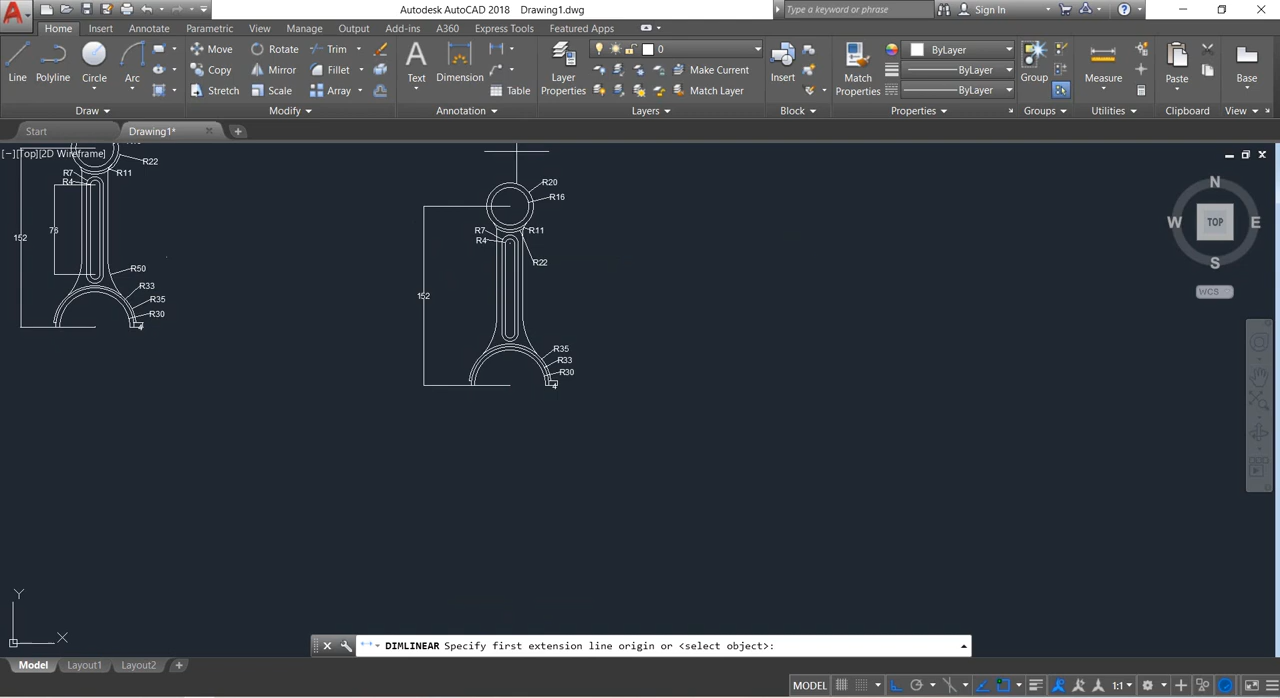 Autodesk AutoCAD 2018 Drawing1.dwg
Type a keyword or phrase
Sign In
Home Insert Annotate Parametric View Manage Output Add-ins A360 Express Tools Featured Apps
Line
Polyline
Circle
Arc
Move
Rotate
Trim
Copy
Mirror
Fillet
Stretch
Scale
Array
Text
Dimension
Table
Layer
Properties
0
Make Current
Match Layer
Insert
Match
Properties
ByLayer
ByLayer
ByLayer
Group
Measure
Paste
Base
Draw
Modify
Annotation
Layers
Block
Properties
Groups
Utilities
Clipboard
View
Start
Drawing1*
[−][Top][2D Wireframe]
R22
R7
R4
R11
152
76
R50
R33
R35
R30
4
R20
R16
R7
R4
R11
R22
152
R35
R33
R30
4
N
W
TOP
E
S
WCS
Y
X
DIMLINEAR Specify first extension line origin or <select object>:
Model Layout1 Layout2
MODEL
1:1